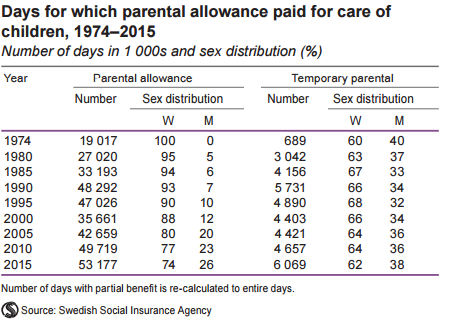 Days for which parental allowance paid for care of
children, 1974–2015
Number of days in 1 000s and sex distribution (%)
Year Parental allowance Temporary parental
Number Sex distribution Number Sex distribution
W M W M
1974 19 017 100 0 689 60 40
1980 27 020 95 5 3 042 63 37
1985 33 193 94 6 4 156 67 33
1990 48 292 93 7 5 731 66 34
1995 47 026 90 10 4 890 68 32
2000 35 661 88 12 4 403 66 34
2005 42 659 80 20 4 421 64 36
2010 49 719 77 23 4 657 64 36
2015 53 177 74 26 6 069 62 38
Number of days with partial benefit is re-calculated to entire days.
Source: Swedish Social Insurance Agency